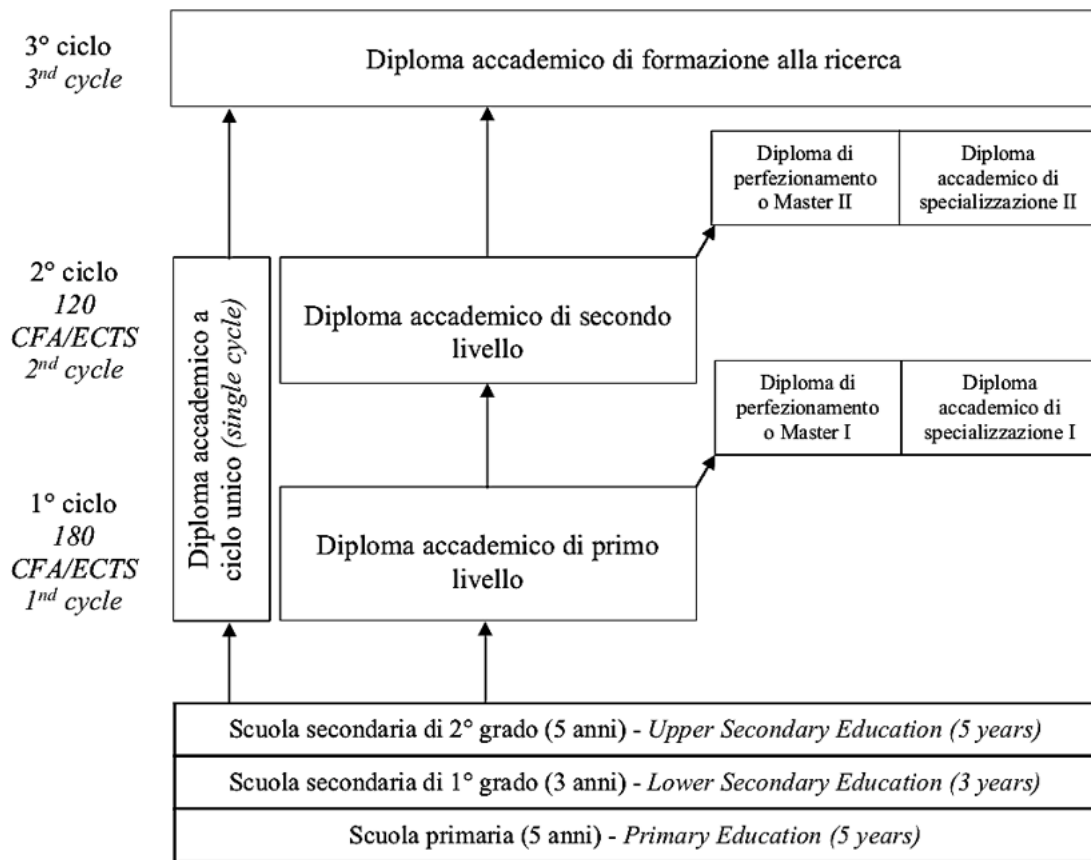 3° ciclo
3nd cycle
Diploma accademico di formazione alla ricerca
Diploma di
perfezionamento
o Master II
Diploma
accademico di
specializzazione II
2° ciclo
120
CFA/ECTS
2nd cycle
Diploma accademico a
ciclo unico (single cycle)
Diploma accademico di secondo
livello
Diploma di
perfezionamento
o Master I
Diploma
accademico di
specializzazione I
1° ciclo
180
CFA/ECTS
1nd cycle
Diploma accademico di primo
livello
Scuola secondaria di 2° grado (5 anni) - Upper Secondary Education (5 years)
Scuola secondaria di 1° grado (3 anni) - Lower Secondary Education (3 years)
Scuola primaria (5 anni) - Primary Education (5 years)